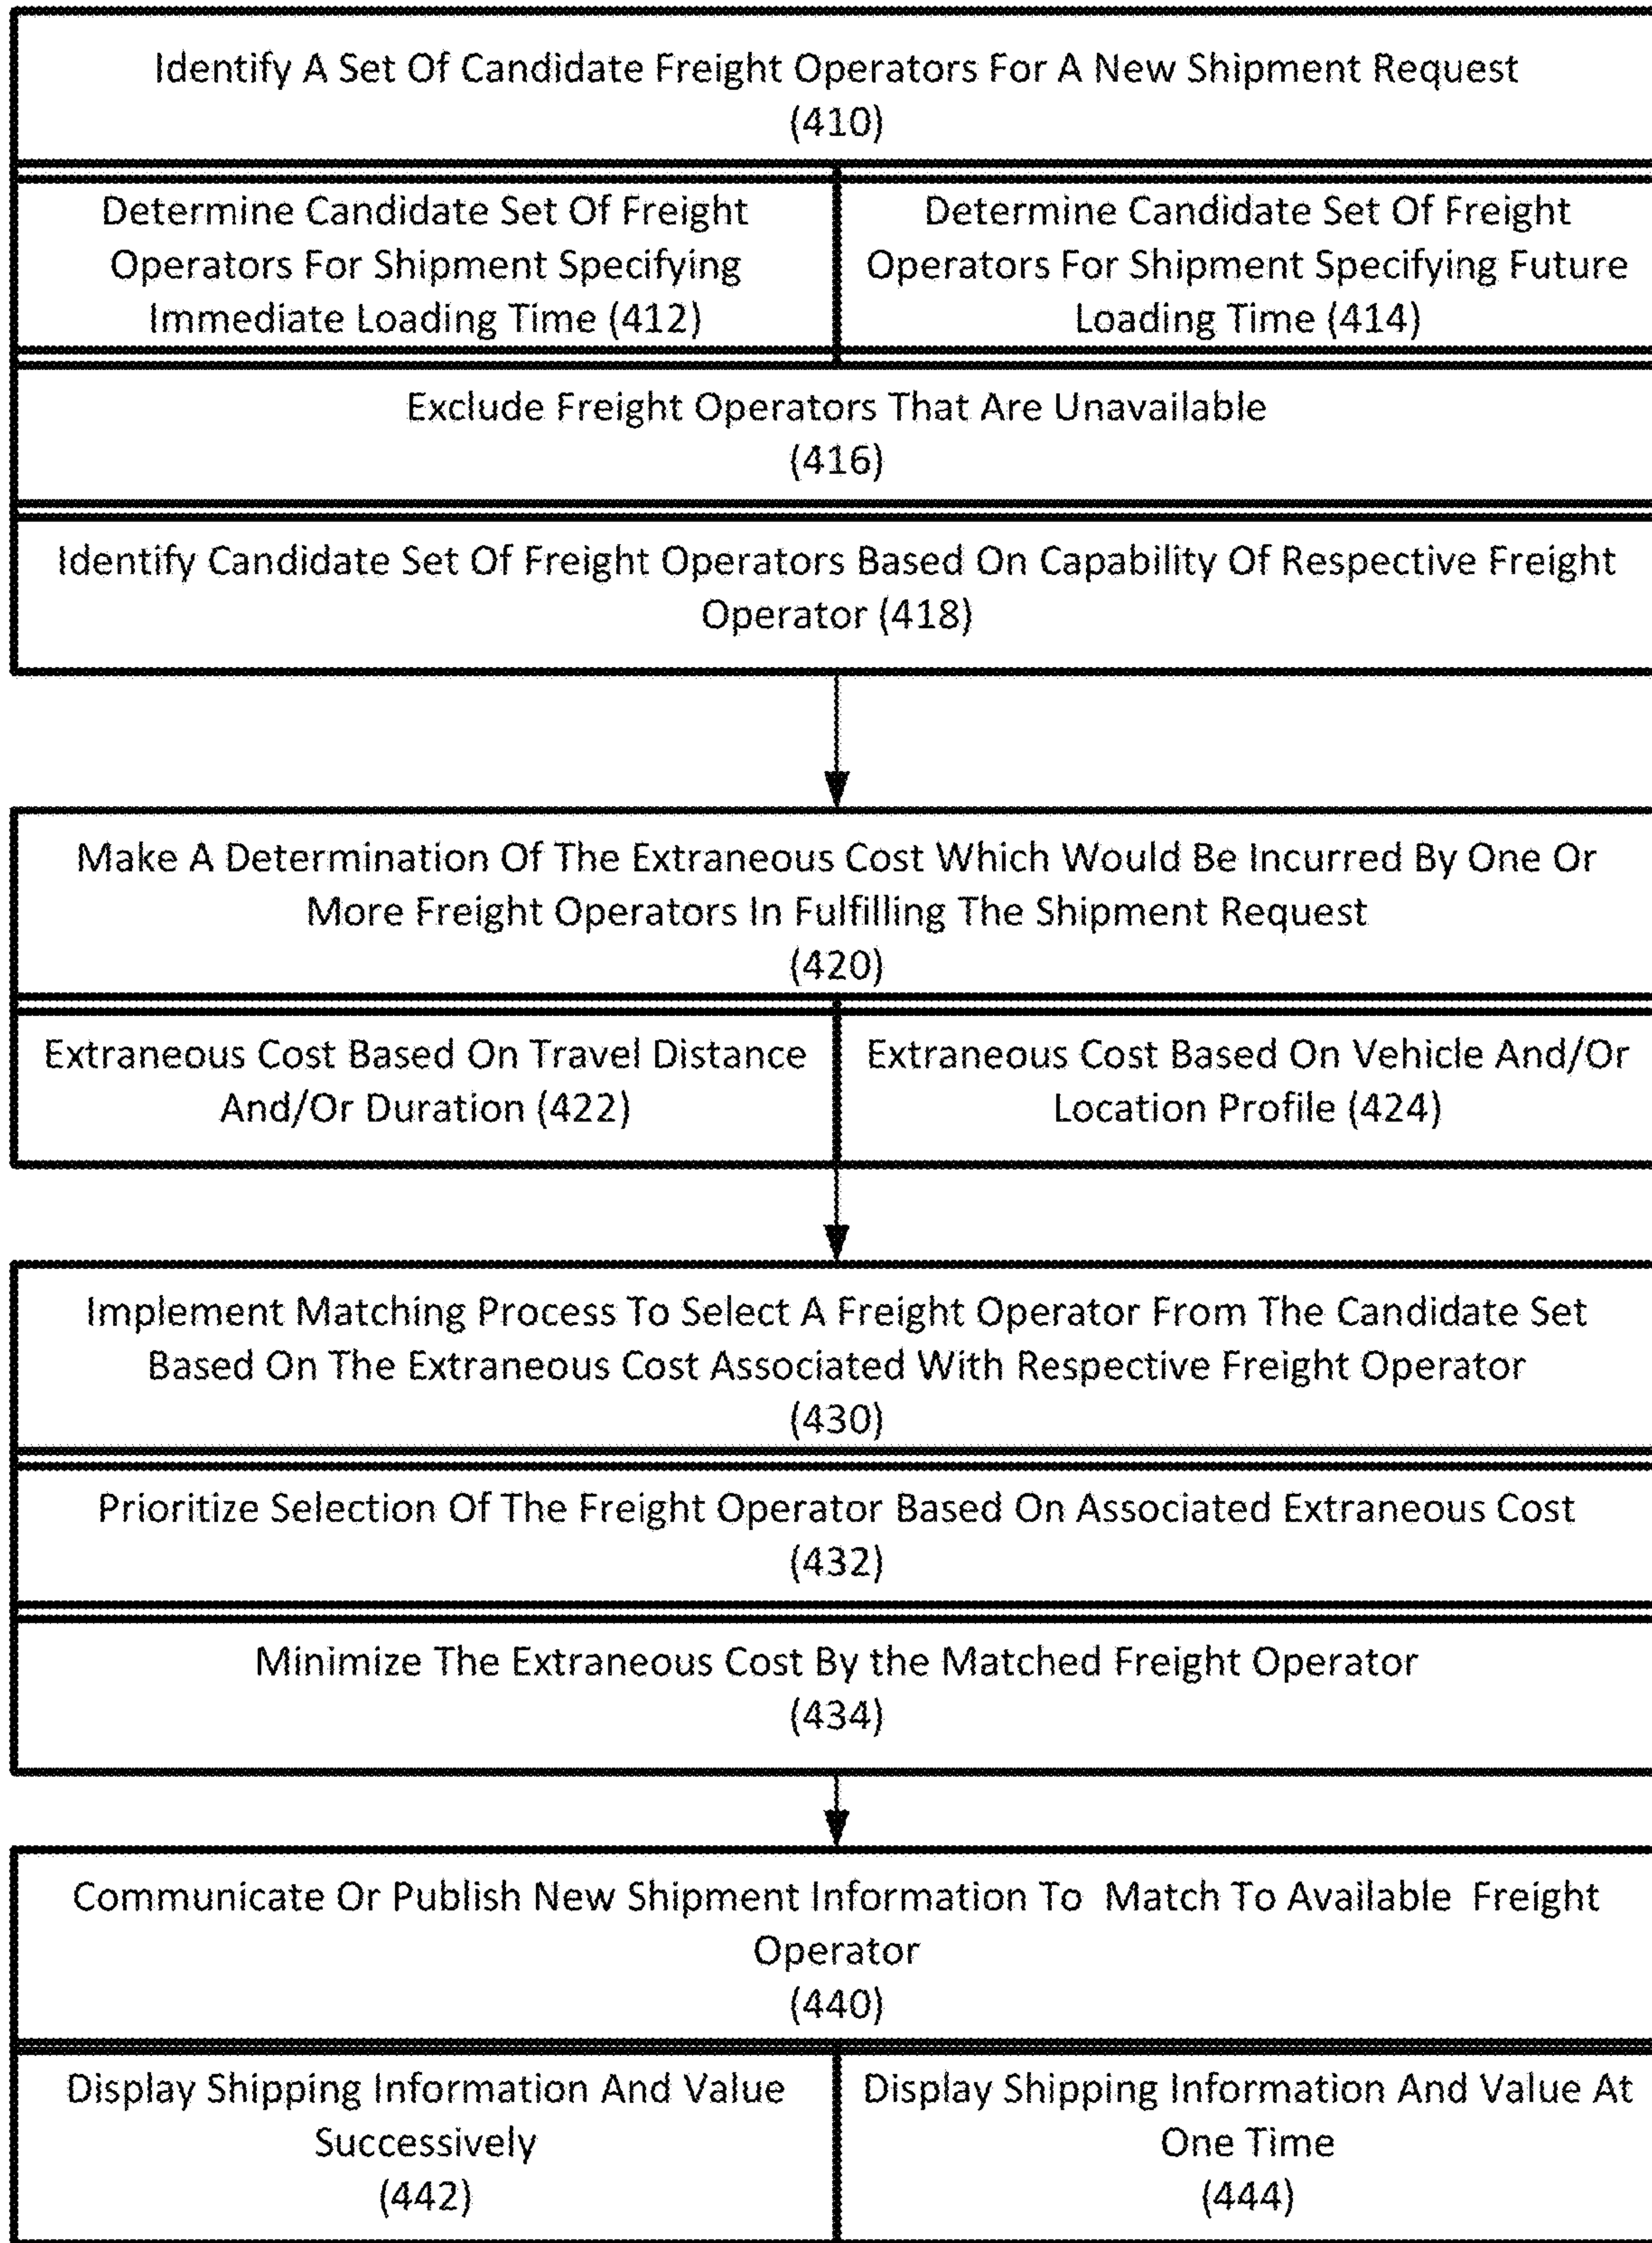 Identify A Set Of Candidate Freight Operators For A New Shipment Request
(410)
Determine Candidate Set Of Freight
Operators For Shipment Specifying
Immediate Loading Time (412)
Determine Candidate Set Of Freight
Operators For Shipment Specifying Future
Loading Time (414)
Exclude Freight Operators That Are Unavailable
(416)
Identify Candidate Set Of Freight Operators Based On Capability Of Respective Freight
Operator (418)
Make A Determination Of The Extraneous Cost Which Would Be Incurred By One Or
More Freight Operators In Fulfilling The Shipment Request
(420)
Extraneous Cost Based On Travel Distance
And/Or Duration (422)
Extraneous Cost Based On Vehicle And/Or
Location Profile (424)
Implement Matching Process To Select A Freight Operator From The Candidate Set
Based On The Extraneous Cost Associated With Respective Freight Operator
(430)
Prioritize Selection Of The Freight Operator Based On Associated Extraneous Cost
(432)
Minimize The Extraneous Cost By the Matched Freight Operator
(434)
Communicate Or Publish New Shipment Information To Match To Available Freight
Operator
(440)
Display Shipping Information And Value
Successively
(442)
Display Shipping Information And Value At
One Time
(444)